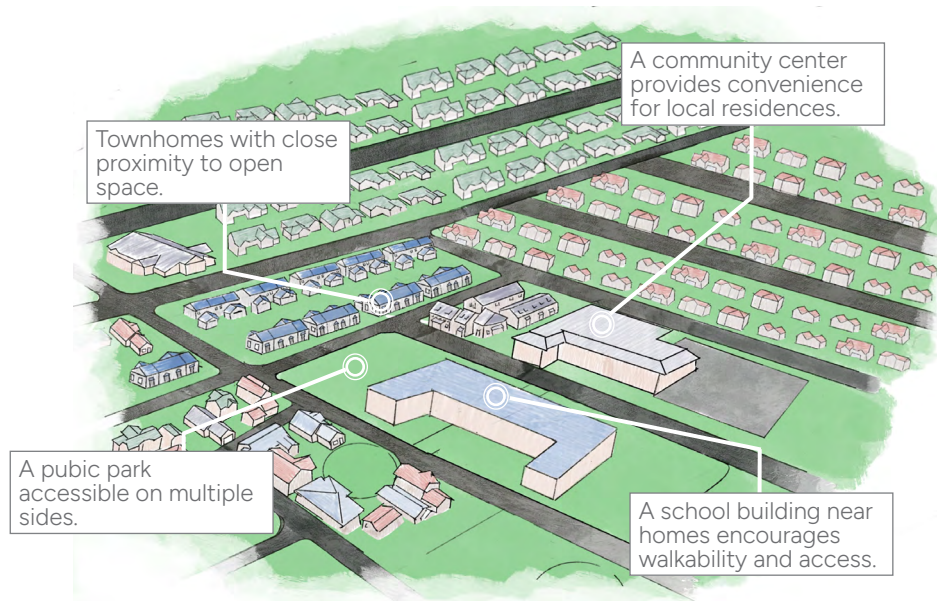 A community center
provides convenience
for local residences.
Townhomes with close
proximity to open
space.
A pubic park
accessible on multiple
sides.
A school building near
homes encourages
walkability and access.